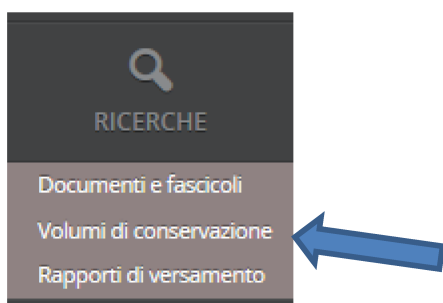 RICERCHE
Documenti e fascicoli
Volumi di conservazione
Rapporti di versamento